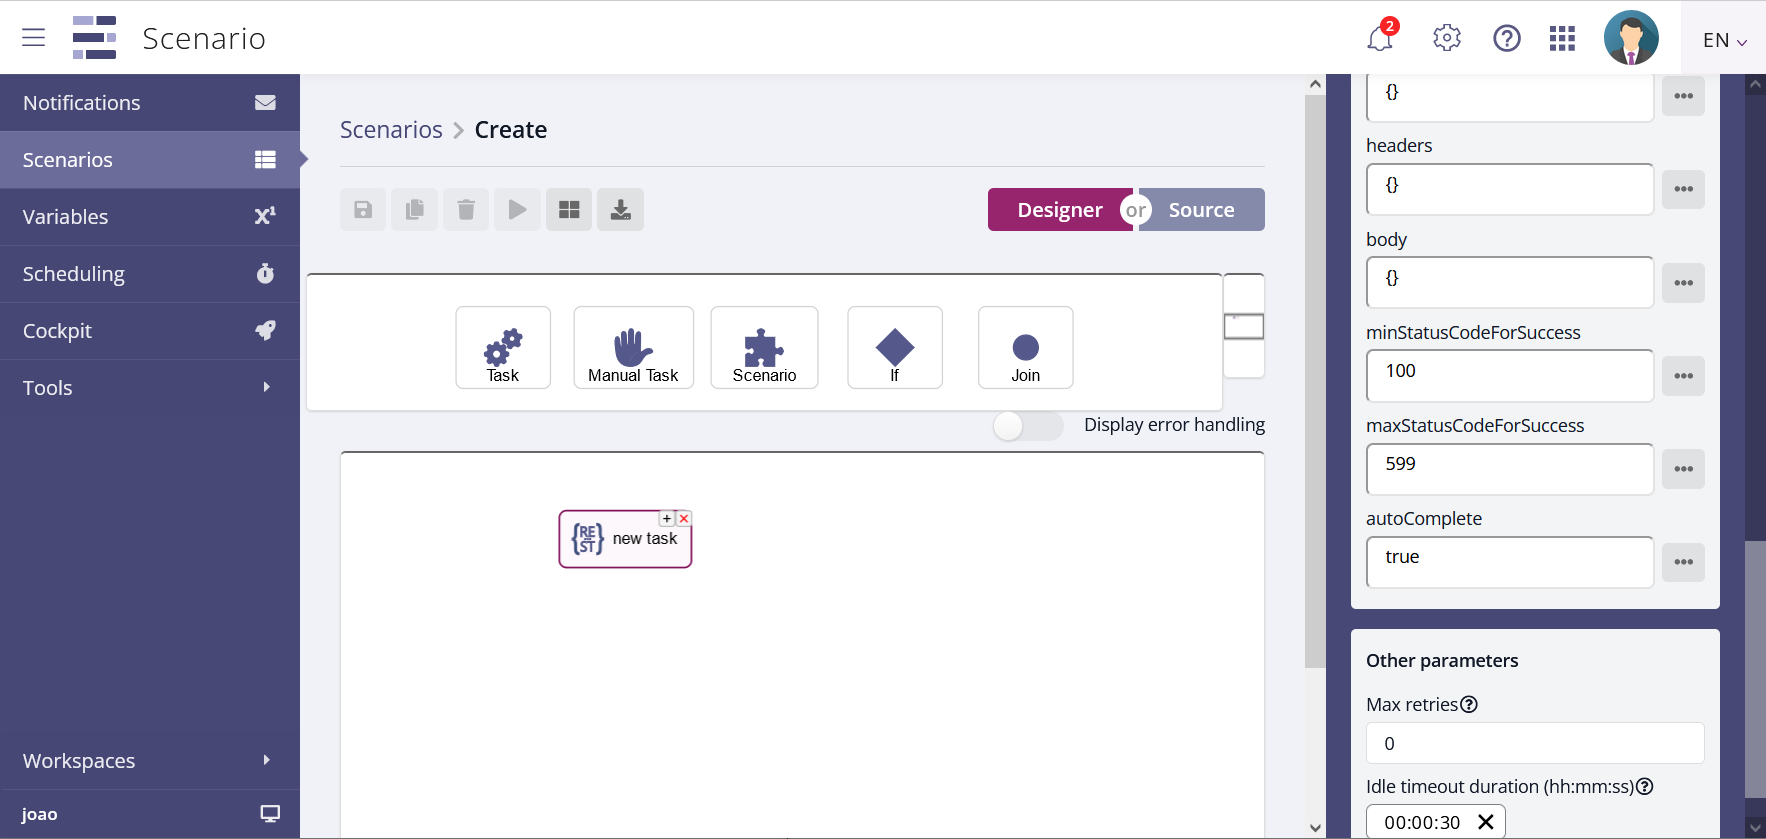 Scenario
2
EN
Notifications
Scenarios
Variables
X¹
Scheduling
Cockpit
Tools
Workspaces
joao
Scenarios > Create
Designer or Source
Task
Manual Task
Scenario
If
Join
Display error handling
{RE
ST} new task
+
{}
headers
{}
body
{}
minStatusCodeForSuccess
100
maxStatusCodeForSuccess
599
autoComplete
true
Other parameters
Max retries
0
Idle timeout duration (hh:mm:ss)
00:00:30